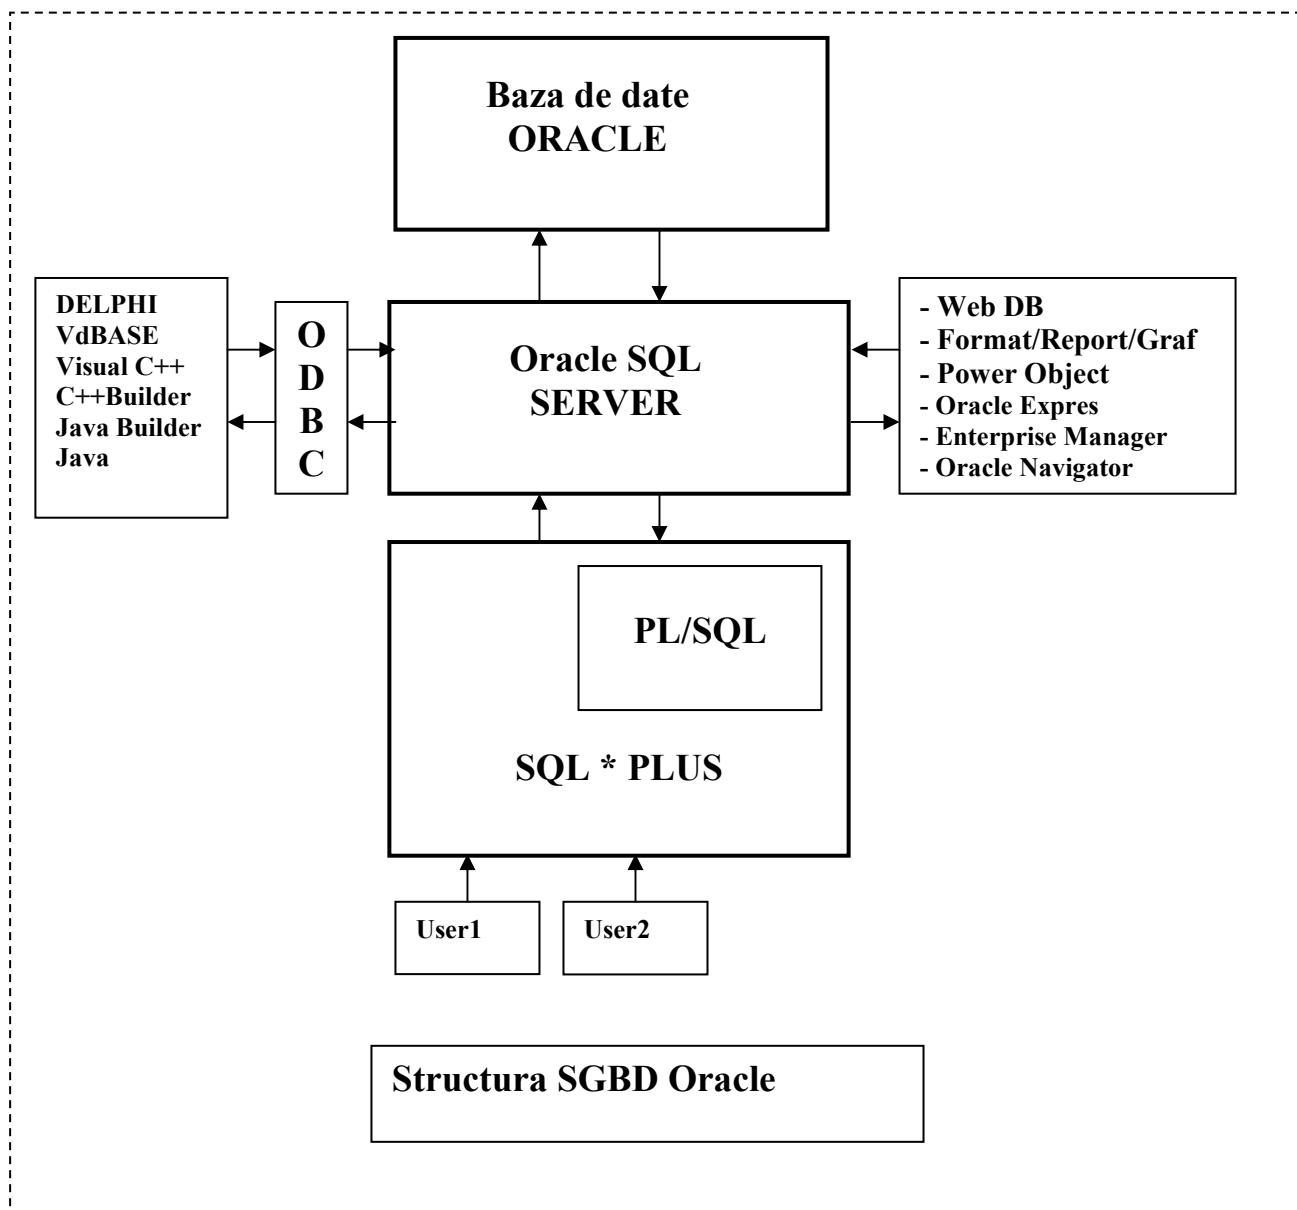 Baza de date
ORACLE
DELPHI
VdBASE
Visual C++
C++Builder
Java Builder
Java
O
D
B
C
Oracle SQL
SERVER
- Web DB
- Format/Report/Graf
- Power Object
- Oracle Expres
- Enterprise Manager
- Oracle Navigator
PL/SQL
SQL * PLUS
User1
User2
Structura SGBD Oracle